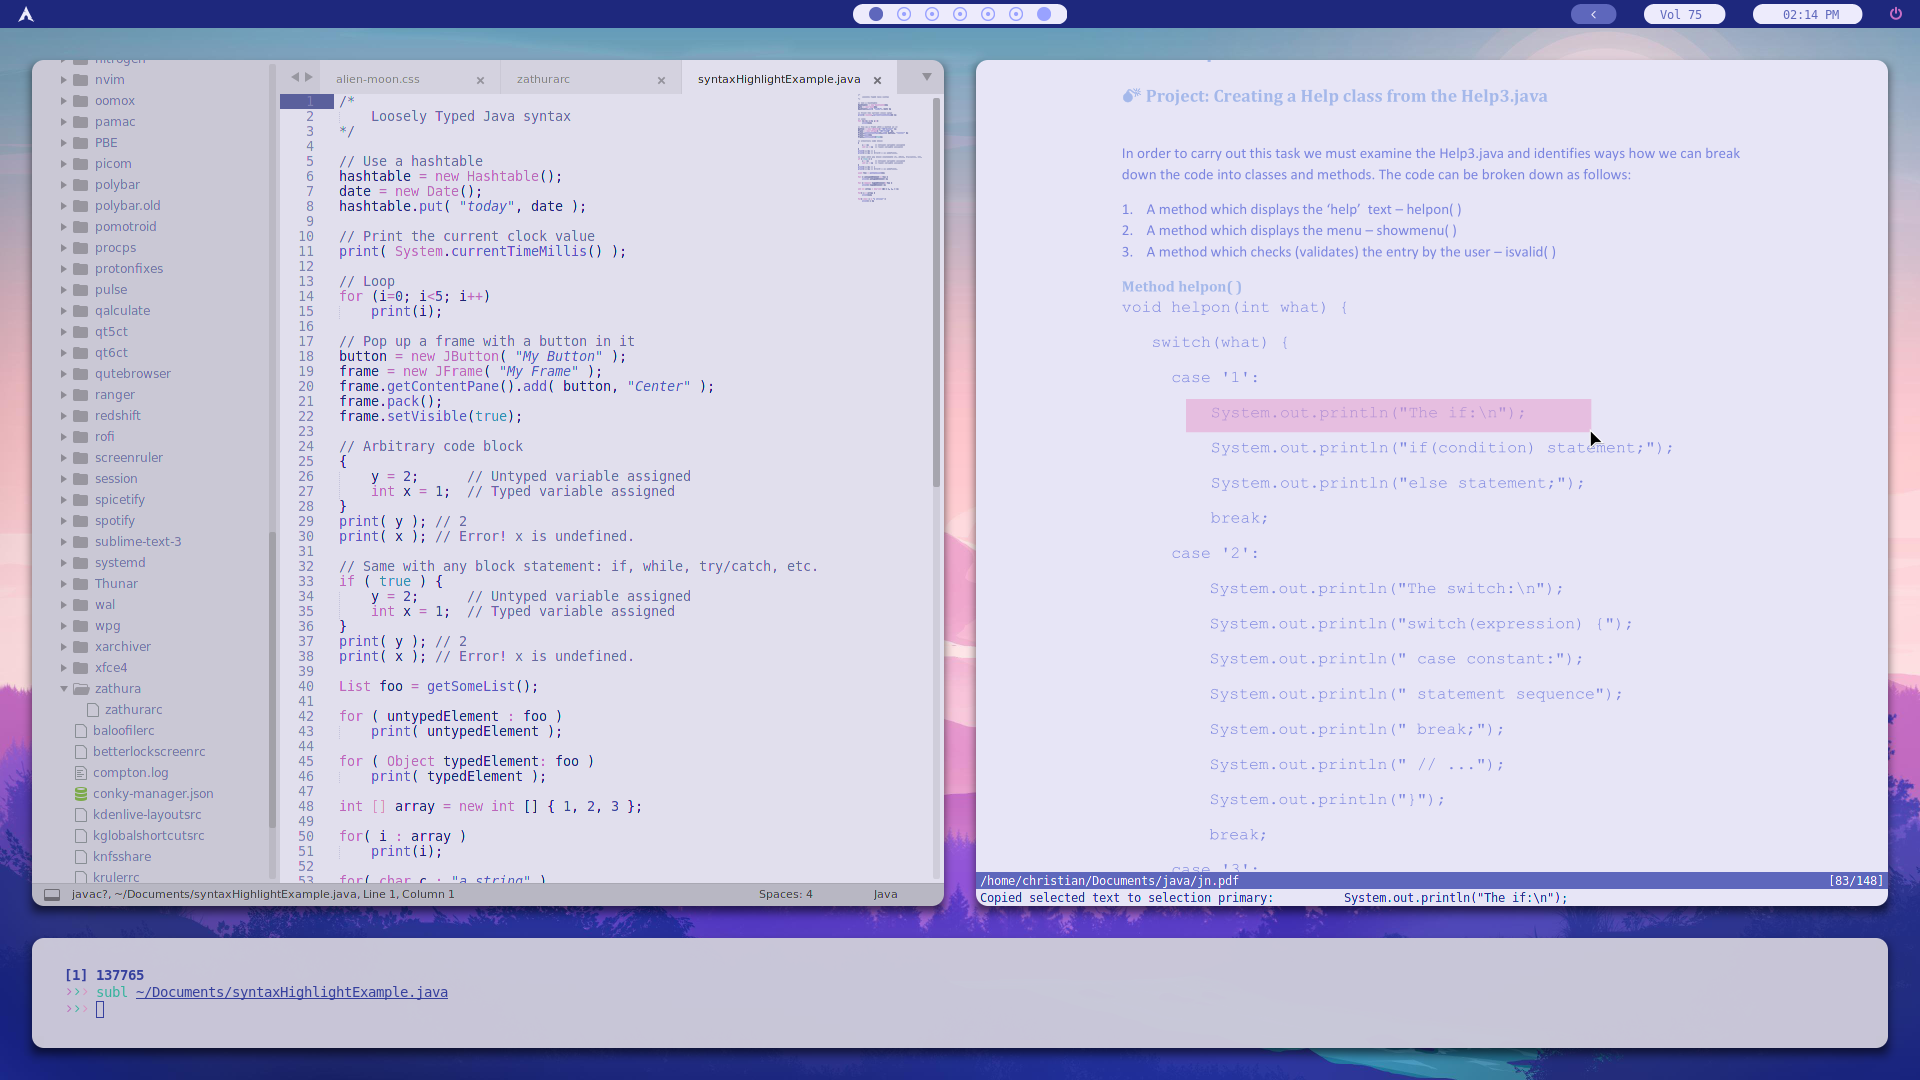 Vol 75
02:14 PM
nitrogen
nvim
oomox
pamac
PBE
picom
polybar
polybar.old
pomotroid
procps
protonfixes
pulse
qalculate
qt5ct
qt6ct
qutebrowser
ranger
redshift
rofi
screenruler
session
spicetify
spotify
sublime-text-3
systemd
Thunar
wal
wpg
xarchiver
xfce4
zathura
zathurarc
baloofilerc
betterlockscreenrc
compton.log
conky-manager.json
kdenlive-layoutsrc
kglobalshortcutsrc
knfsshare
krulerrc
alien-moon.css
zathurarc
syntaxHighlightExample.java
1 /*
2     Loosely Typed Java syntax
3 */
4
5 // Use a hashtable
6 hashtable = new Hashtable();
7 date = new Date();
8 hashtable.put( "today", date );
9
10 // Print the current clock value
11 print( System.currentTimeMillis() );
12
13 // Loop
14 for (i=0; i<5; i++)
15     print(i);
16
17 // Pop up a frame with a button in it
18 button = new JButton( "My Button" );
19 frame = new JFrame( "My Frame" );
20 frame.getContentPane().add( button, "Center" );
21 frame.pack();
22 frame.setVisible(true);
23
24 // Arbitrary code block
25 {
26     y = 2;      // Untyped variable assigned
27     int x = 1;  // Typed variable assigned
28 }
29 print( y ); // 2
30 print( x ); // Error! x is undefined.
31
32 // Same with any block statement: if, while, try/catch, etc.
33 if ( true ) {
34     y = 2;      // Untyped variable assigned
35     int x = 1;  // Typed variable assigned
36 }
37 print( y ); // 2
38 print( x ); // Error! x is undefined.
39
40 List foo = getSomeList();
41
42 for ( untypedElement : foo )
43     print( untypedElement );
44
45 for ( Object typedElement: foo )
46     print( typedElement );
47
48 int [] array = new int [] { 1, 2, 3 };
49
50 for( i : array )
51     print(i);
52
53 for( char c : "a string" )
javac?, ~/Documents/syntaxHighlightExample.java, Line 1, Column 1
Spaces: 4
Java
Project: Creating a Help class from the Help3.java
In order to carry out this task we must examine the Help3.java and identifies ways how we can break
down the code into classes and methods. The code can be broken down as follows:
1. A method which displays the ‘help’ text – helpon( )
2. A method which displays the menu – showmenu( )
3. A method which checks (validates) the entry by the user – isvalid( )
Method helpon( )
void helpon(int what) {
switch(what) {
case '1':
System.out.println("The if:\n");
System.out.println("if(condition) statement;");
System.out.println("else statement;");
break;
case '2':
System.out.println("The switch:\n");
System.out.println("switch(expression) {");
System.out.println(" case constant:");
System.out.println(" statement sequence");
System.out.println(" break;");
System.out.println(" // ...");
System.out.println("}");
break;
case '3':
/home/christian/Documents/java/jn.pdf
[83/148]
Copied selected text to selection primary: System.out.println("The if:\n");
[1] 137765
››› subl ~/Documents/syntaxHighlightExample.java
›››